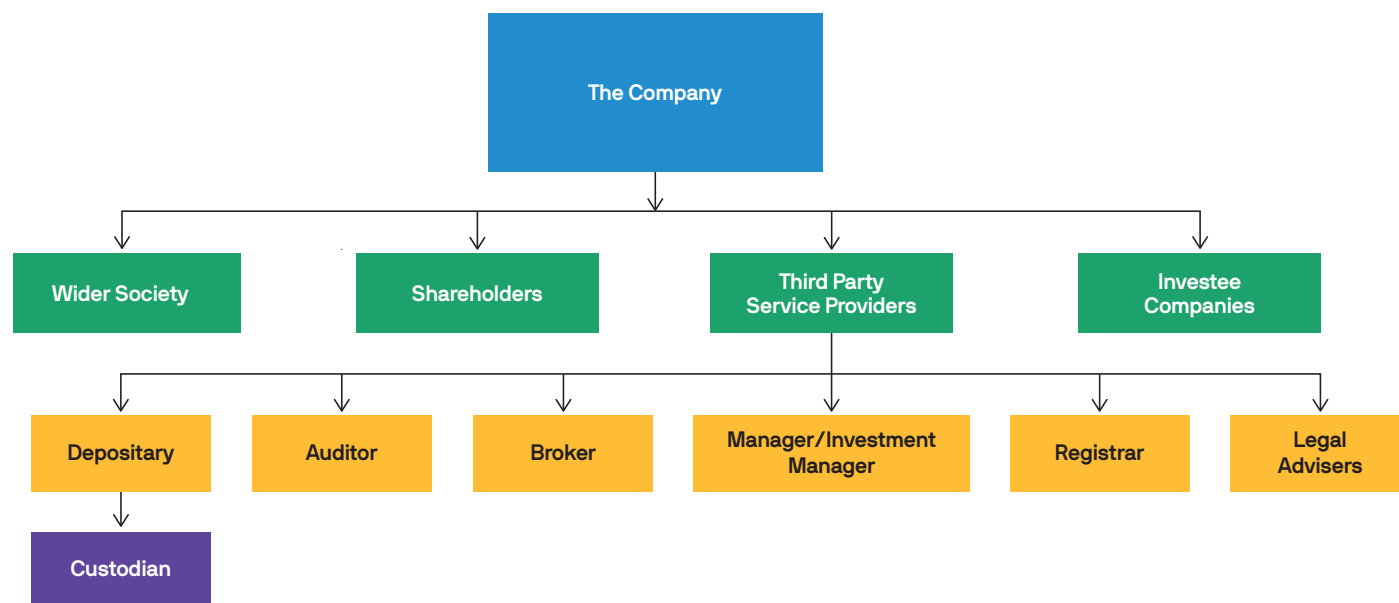 The Company
Wider Society
Shareholders
Third Party
Service Providers
Investee
Companies
Depositary
Auditor
Broker
Manager/Investment
Manager
Registrar
Legal
Advisers
Custodian